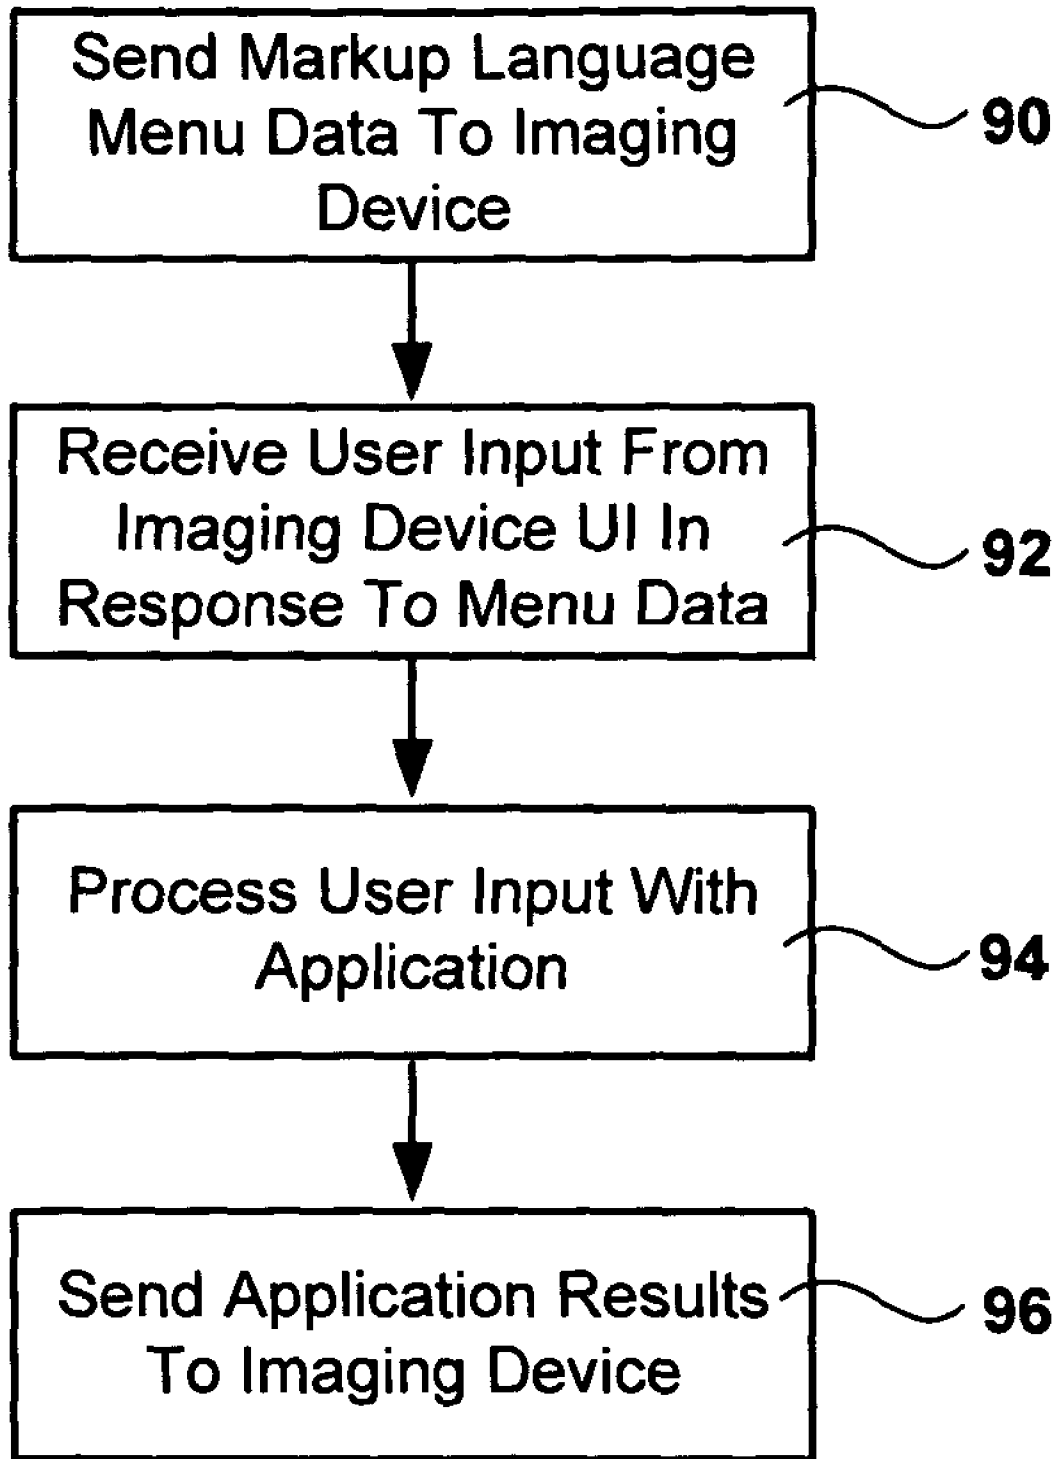 Send Markup Language
Menu Data To Imaging
Device
90
Receive User Input From
Imaging Device UI In
Response To Menu Data
92
Process User Input With
Application
94
Send Application Results
To Imaging Device
96